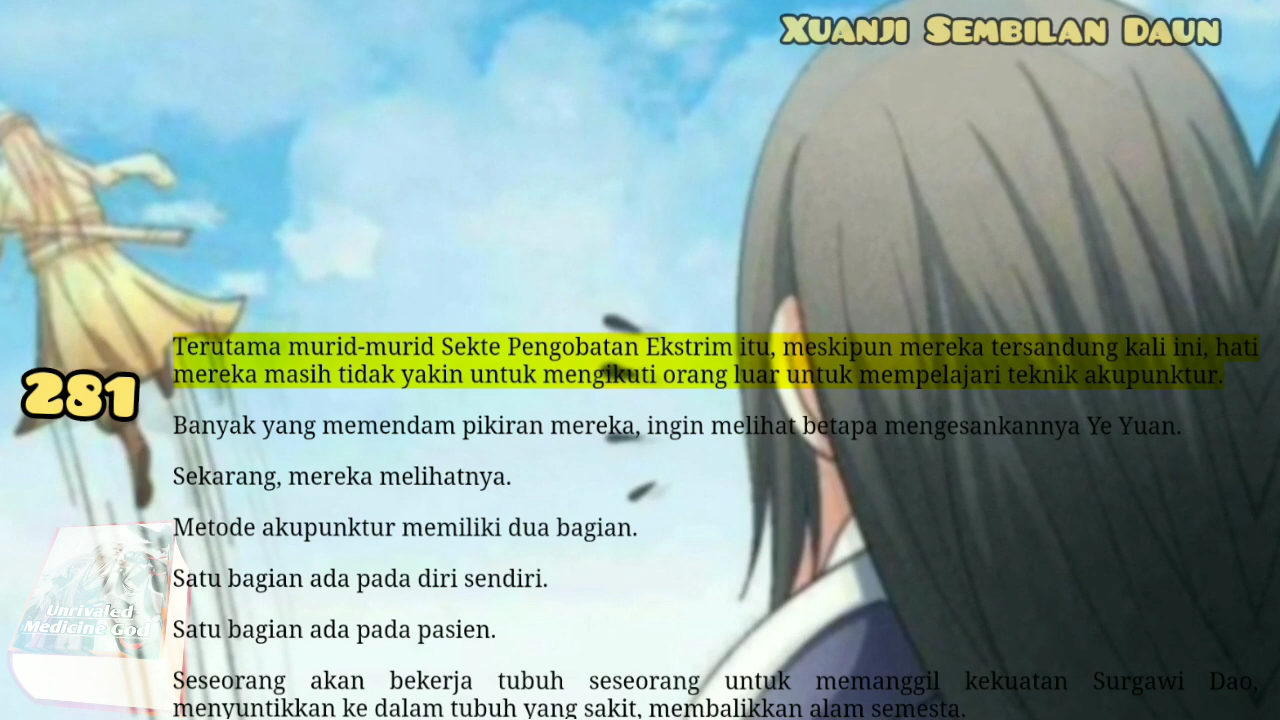 Xuanji Sembilan Daun
Terutama murid-murid Sekte Pengobatan Ekstrim itu, meskipun mereka tersandung kali ini, hati
mereka masih tidak yakin untuk mengikuti orang luar untuk mempelajari teknik akupunktur.
281
Banyak yang memendam pikiran mereka, ingin melihat betapa mengesankannya Ye Yuan.
Sekarang, mereka melihatnya.
Metode akupunktur memiliki dua bagian.
Satu bagian ada pada diri sendiri.
Satu bagian ada pada pasien.
Unrivaled
Medicine God
Seseorang akan bekerja tubuh seseorang untuk memanggil kekuatan Surgawi Dao,
menyuntikkan ke dalam tubuh yang sakit, membalikkan alam semesta.